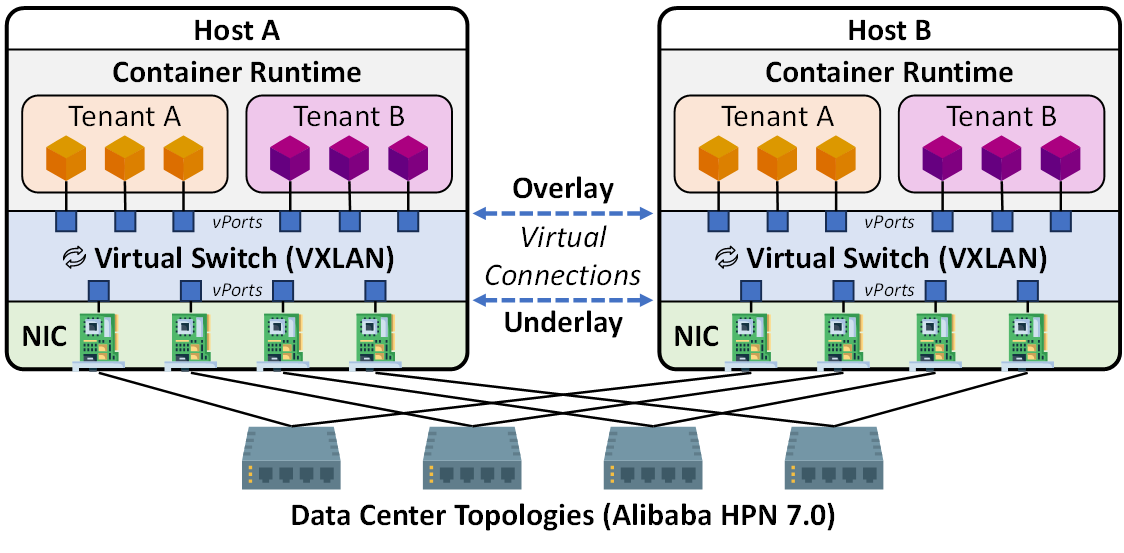 Host A
Host B
Container Runtime
Container Runtime
Tenant A
Tenant B
Tenant A
Tenant B
Overlay
vPorts
vPorts
Virtual
Virtual Switch (VXLAN)
Virtual Switch (VXLAN)
Connections
vPorts
vPorts
Underlay
NIC
NIC
Data Center Topologies (Alibaba HPN 7.0)